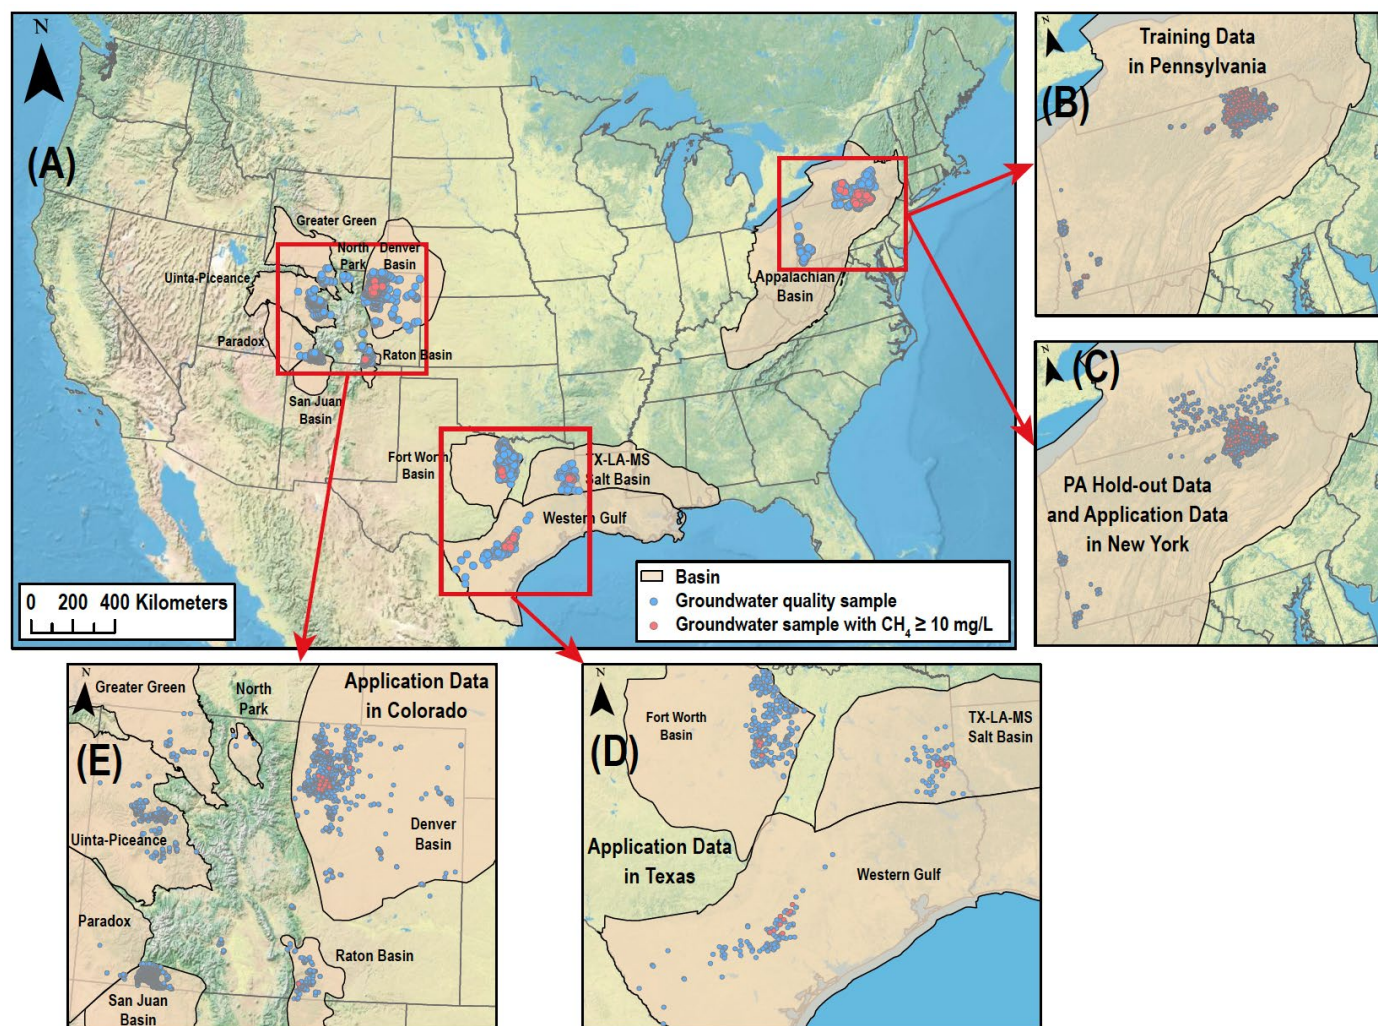 N
(A)
Greater Green
North
Park
Denver
Basin
Uinta-Piceance
Paradox
Raton Basin
San Juan
Basin
Appalachian
Basin
Fort Worth
Basin
TX-LA-MS
Salt Basin
Western Gulf
0 200 400 Kilometers
Basin
Groundwater quality sample
Groundwater sample with CH₄ ≥ 10 mg/L
N
Training Data
in Pennsylvania
(B)
N
(C)
PA Hold-out Data
and Application Data
in New York
N
Greater Green
North
Park
Application Data
in Colorado
(E)
Uinta-Piceance
Denver
Basin
Paradox
Raton Basin
San Juan
Basin
N
Fort Worth
Basin
TX-LA-MS
Salt Basin
(D)
Application Data
in Texas
Western Gulf